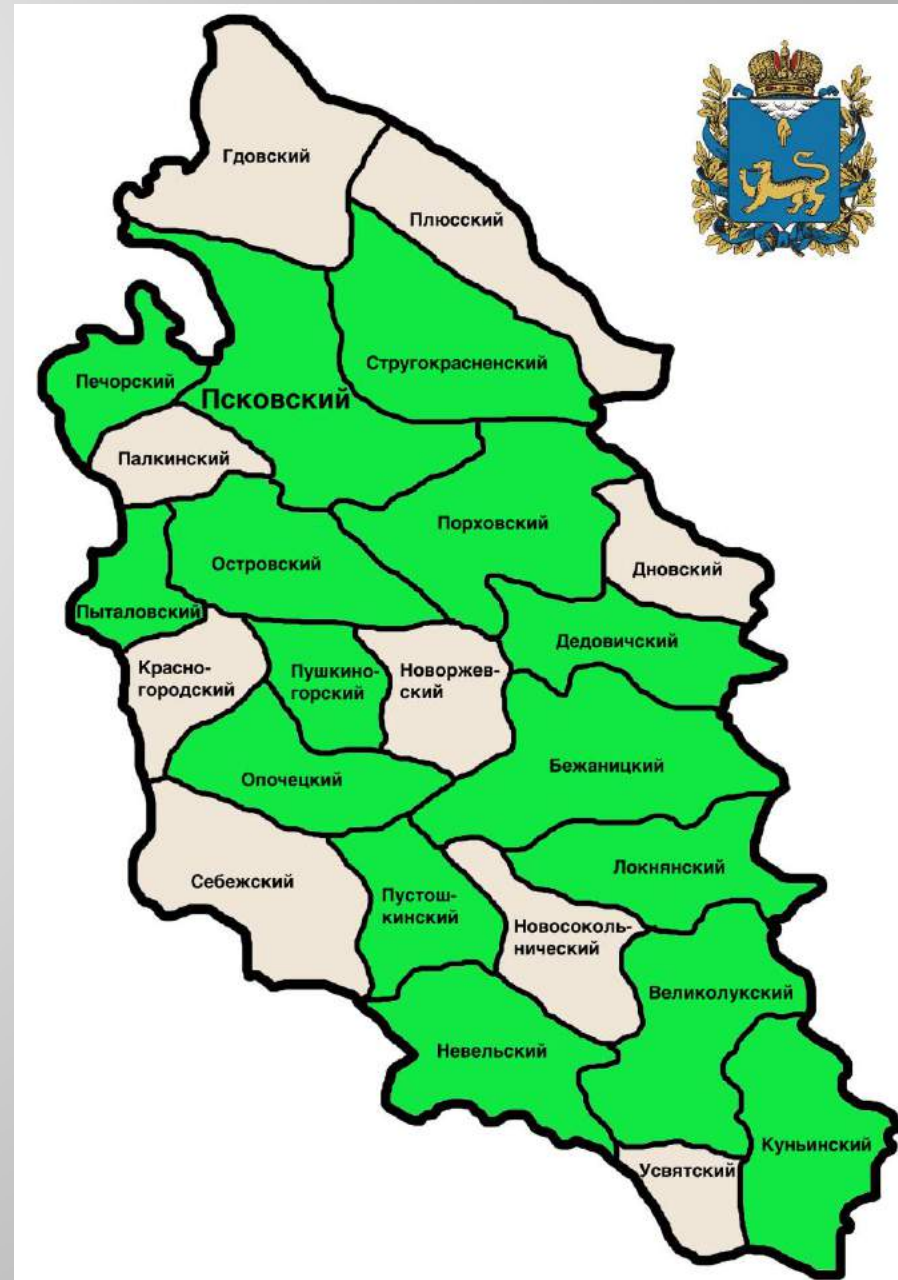 Гдовский
Плюсский
Стругокрасненский
Печорский
Псковский
Палкинский
Порховский
Островский
Дновский
Пыталовский
Дедовичский
Красно-
городский
Пушкино-
горский
Новоржев-
ский
Бежаницкий
Опочецкий
Локнянский
Себежский
Пустош-
кинский
Новосоколь-
нический
Великолукский
Невельский
Куньинский
Усвятский